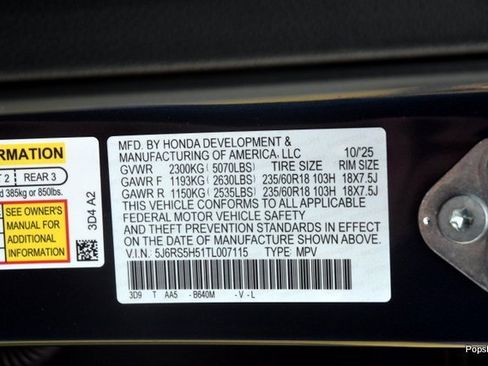 ORMATION
T 2 REAR 3
d 385kg or 850lbs.
SEE OWNER'S
MANUAL FOR
ADDITIONAL
INFORMATION
3D4 A2
MFD. BY HONDA DEVELOPMENT &
MANUFACTURING OF AMERICA, LLC 10/25
GVWR 2300KG (5070LBS) TIRE SIZE RIM SIZE
GAWR F 1193KG (2630LBS) 235/60R18 103H 18X7.5J
GAWR R 1150KG (2535LBS) 235/60R18 103H 18X7.5J
THIS VEHICLE CONFORMS TO ALL APPLICABLE
FEDERAL MOTOR VEHICLE SAFETY
AND THEFT PREVENTION STANDARDS IN EFFECT ON
THE DATE OF MANUFACTURE SHOWN ABOVE.
V.I.N. 5J6RS5H51TL007115 TYPE: MPV
3D9 T AA5 - B640M - V - L